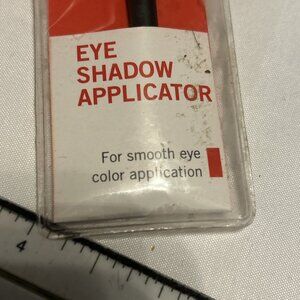 EYE
SHADOW
APPLICATOR
For smooth eye
color application
4